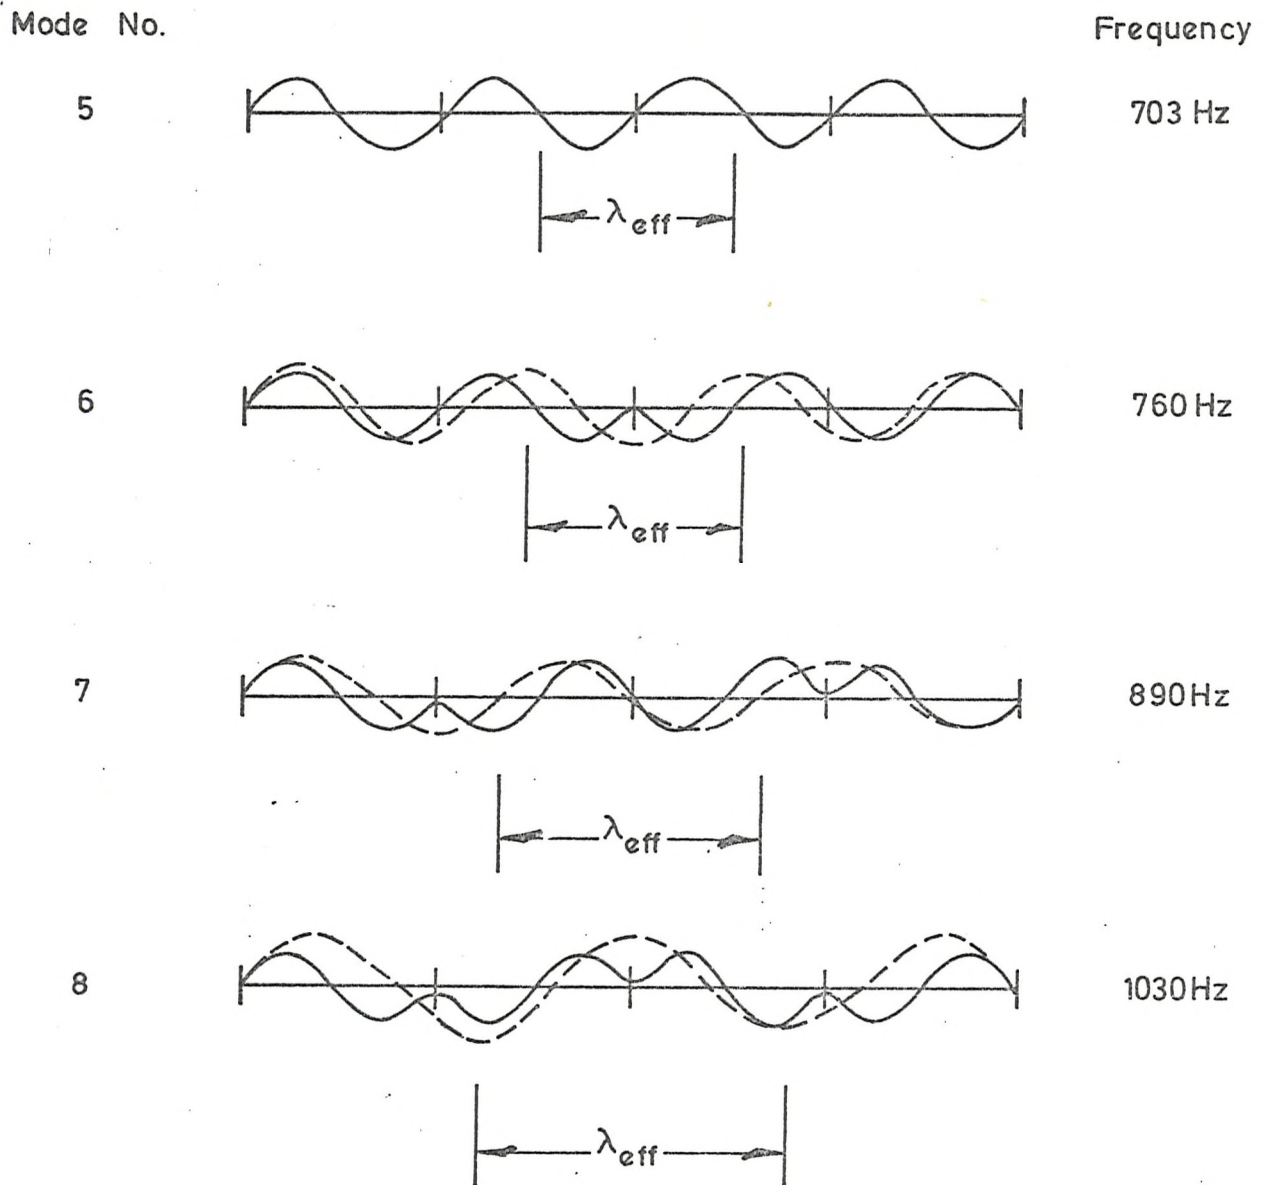 Mode No. Frequency
5 703 Hz
λeff
6 760 Hz
λeff
7 890Hz
λeff
8 1030Hz
λeff